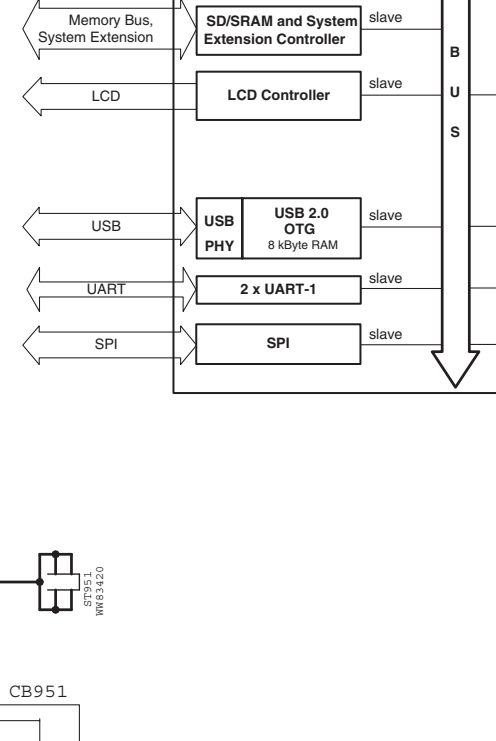 Memory Bus,
System Extension
SD/SRAM and System
Extension Controller
slave
B
U
S
LCD
LCD Controller
slave
USB
USB
PHY
USB 2.0
OTG
8 kByte RAM
slave
UART
2 x UART-1
slave
SPI
SPI
slave
ST951
WW83420
CB951